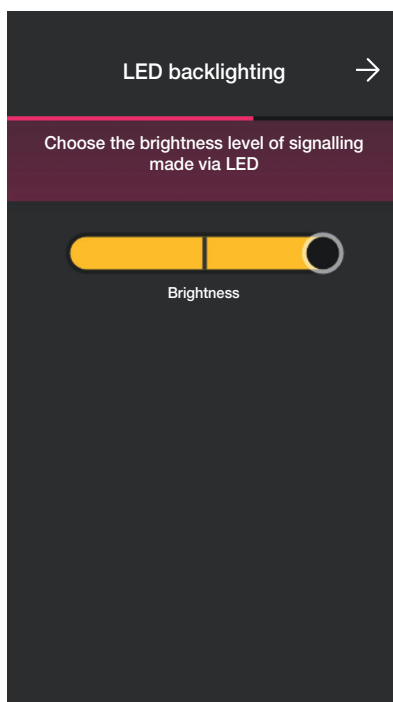 LED backlighting
Choose the brightness level of signalling
made via LED
Brightness